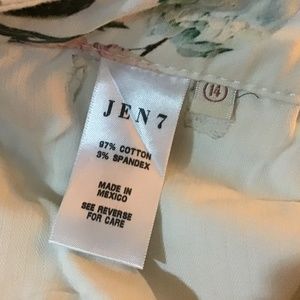 JEN7
97% COTTON
3% SPANDEX
MADE IN
MEXICO
SEE REVERSE
FOR CARE
14